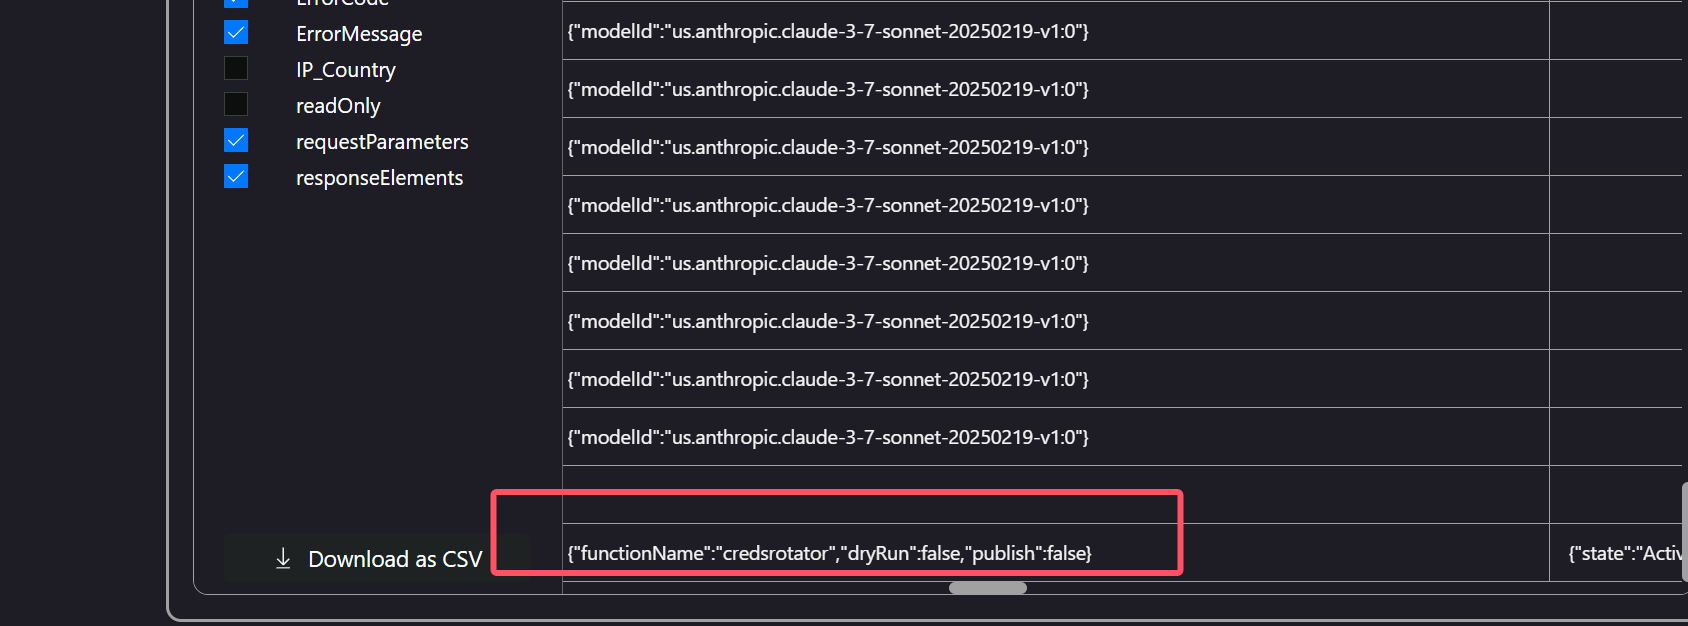 ErrorCode
ErrorMessage
IP_Country
readOnly
requestParameters
responseElements
Download as CSV
{"modelId":"us.anthropic.claude-3-7-sonnet-20250219-v1:0"}
{"modelId":"us.anthropic.claude-3-7-sonnet-20250219-v1:0"}
{"modelId":"us.anthropic.claude-3-7-sonnet-20250219-v1:0"}
{"modelId":"us.anthropic.claude-3-7-sonnet-20250219-v1:0"}
{"modelId":"us.anthropic.claude-3-7-sonnet-20250219-v1:0"}
{"modelId":"us.anthropic.claude-3-7-sonnet-20250219-v1:0"}
{"modelId":"us.anthropic.claude-3-7-sonnet-20250219-v1:0"}
{"modelId":"us.anthropic.claude-3-7-sonnet-20250219-v1:0"}
{"functionName":"credsrotator","dryRun":false,"publish":false}
{"state":"Activ